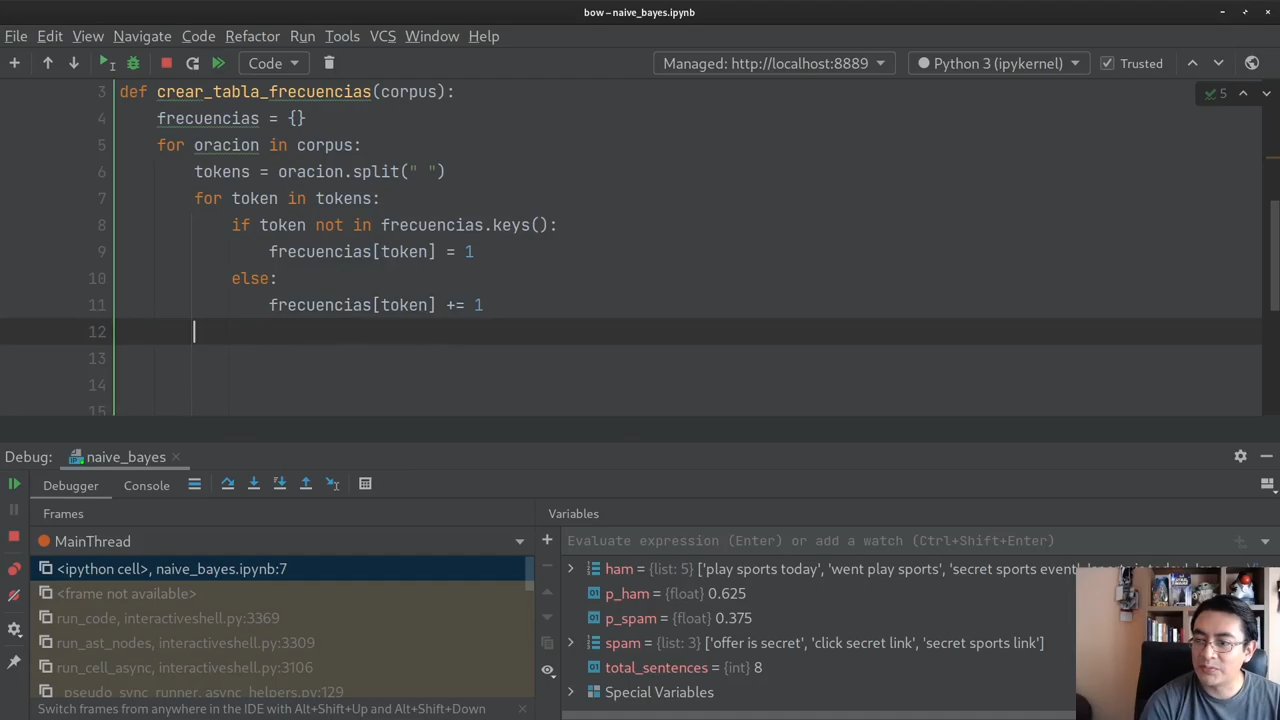 bow – naive_bayes.ipynb
File Edit View Navigate Code Refactor Run Tools VCS Window Help
Code Managed: http://localhost:8889 Python 3 (ipykernel) Trusted
3 def crear_tabla_frecuencias(corpus):
5
4 frecuencias = {}
5 for oracion in corpus:
6 tokens = oracion.split(" ")
7 for token in tokens:
8 if token not in frecuencias.keys():
9 frecuencias[token] = 1
10 else:
11 frecuencias[token] += 1
12
13
14
15
Debug: naive_bayes
Debugger Console
Frames
Variables
MainThread
Evaluate expression (Enter) or add a watch (Ctrl+Shift+Enter)
<ipython cell>, naive_bayes.ipynb:7
<frame not available>
run_code, interactiveshell.py:3369
run_ast_nodes, interactiveshell.py:3309
run_cell_async, interactiveshell.py:3106
_pseudo_sync_runner, async_helpers.py:129
Switch frames from anywhere in the IDE with Alt+Shift+Up and Alt+Shift+Down
ham = {list: 5} ['play sports today', 'went play sports', 'secret sports event',
p_ham = {float} 0.625
p_spam = {float} 0.375
spam = {list: 3} ['offer is secret', 'click secret link', 'secret sports link']
total_sentences = {int} 8
Special Variables